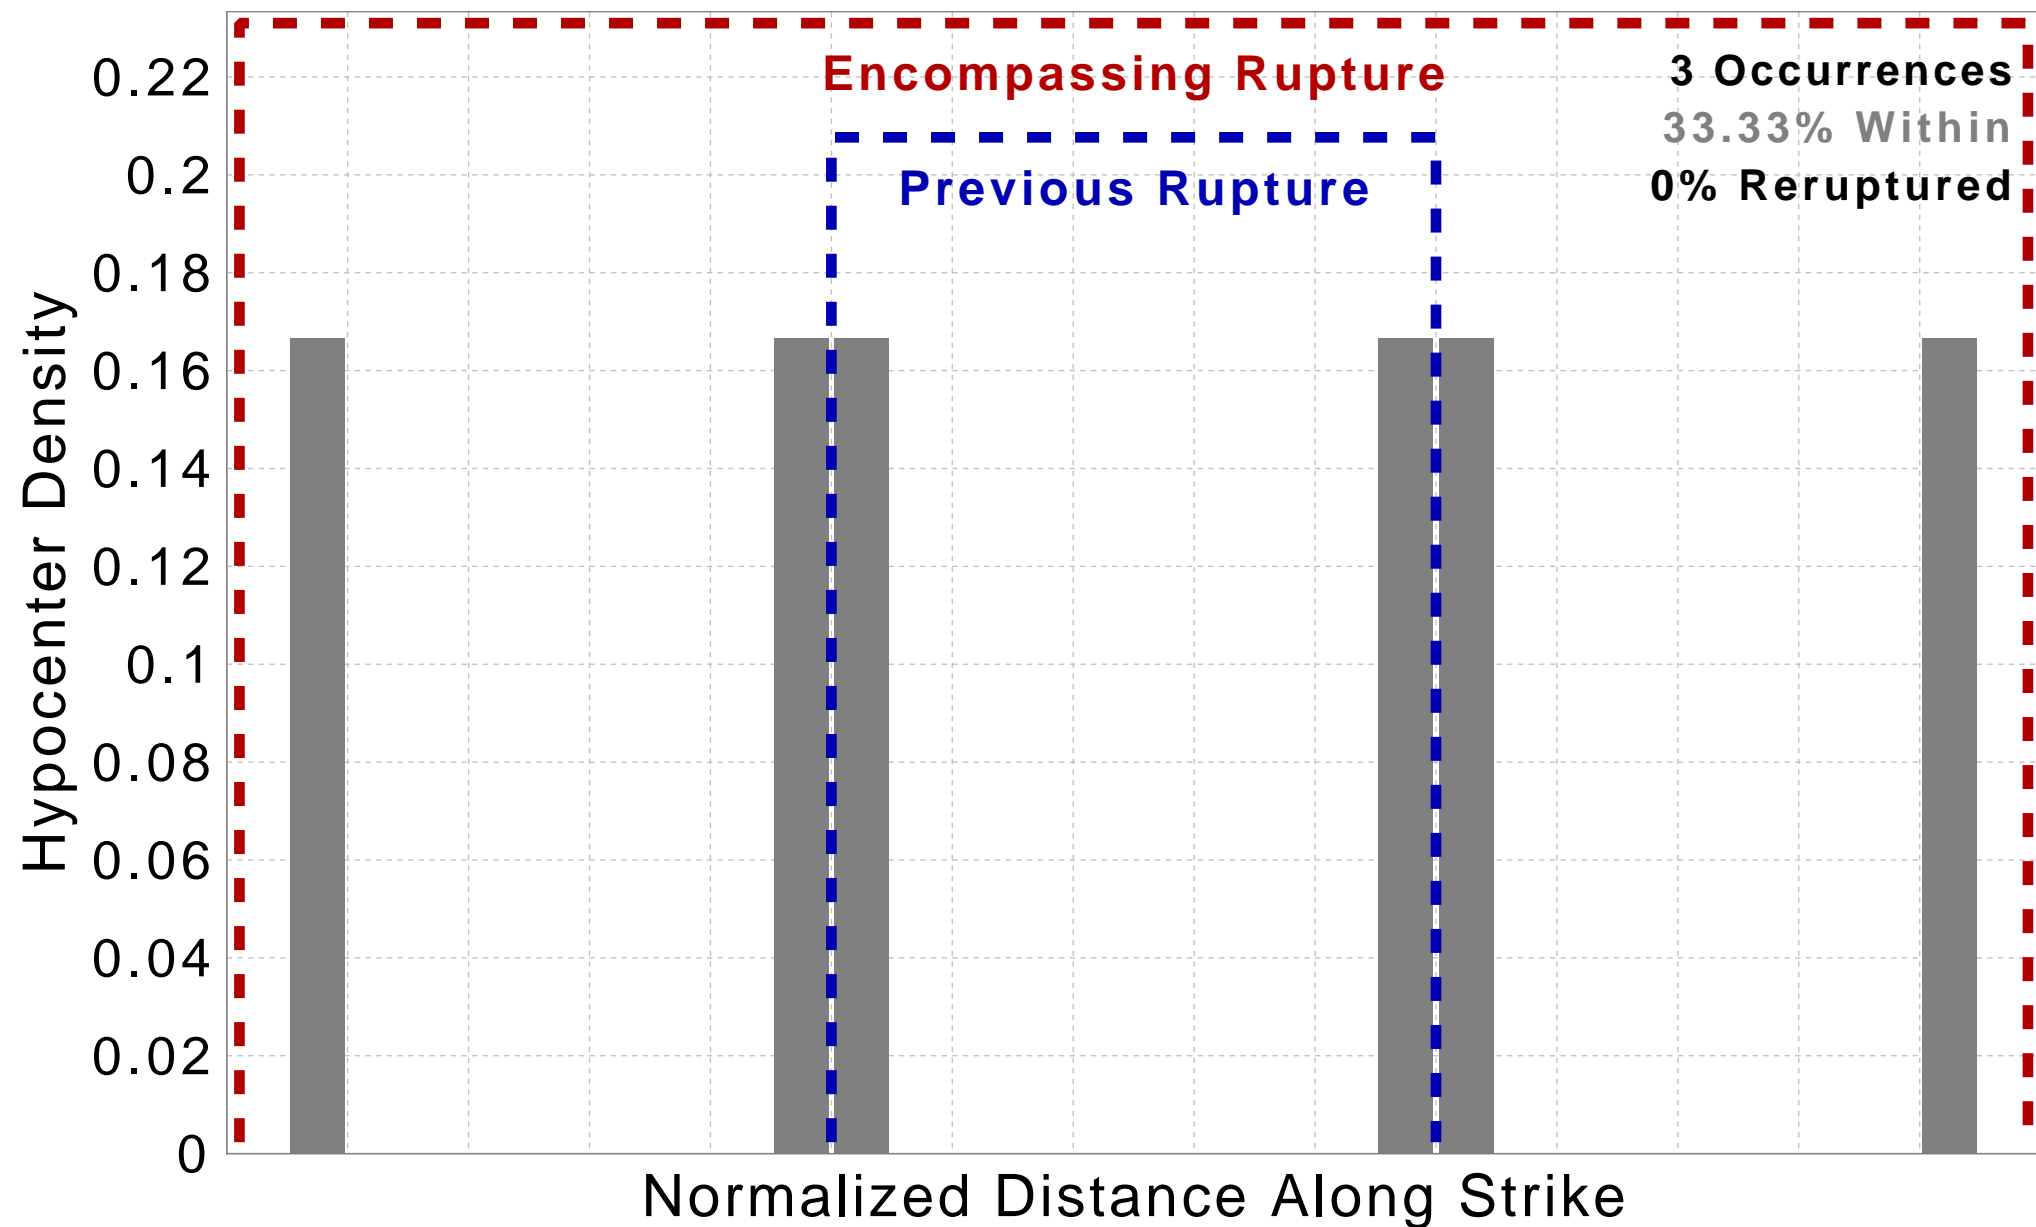 Encompassing Rupture
3 Occurrences
33.33% Within
Previous Rupture
0% Reruptured
Hypocenter Density
0.22
0.2
0.18
0.16
0.14
0.12
0.1
0.08
0.06
0.04
0.02
0
Normalized Distance Along Strike